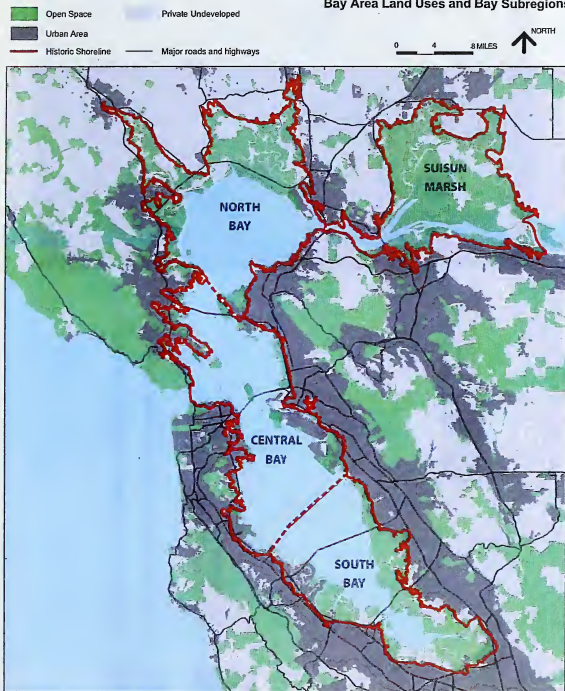 Bay Area Land Uses and Bay Subregions
Open Space
Private Undeveloped
Urban Area
Historic Shoreline
Major roads and highways
0 4 8 MILES
NORTH
SUISUN
MARSH
NORTH
BAY
CENTRAL
BAY
SOUTH
BAY